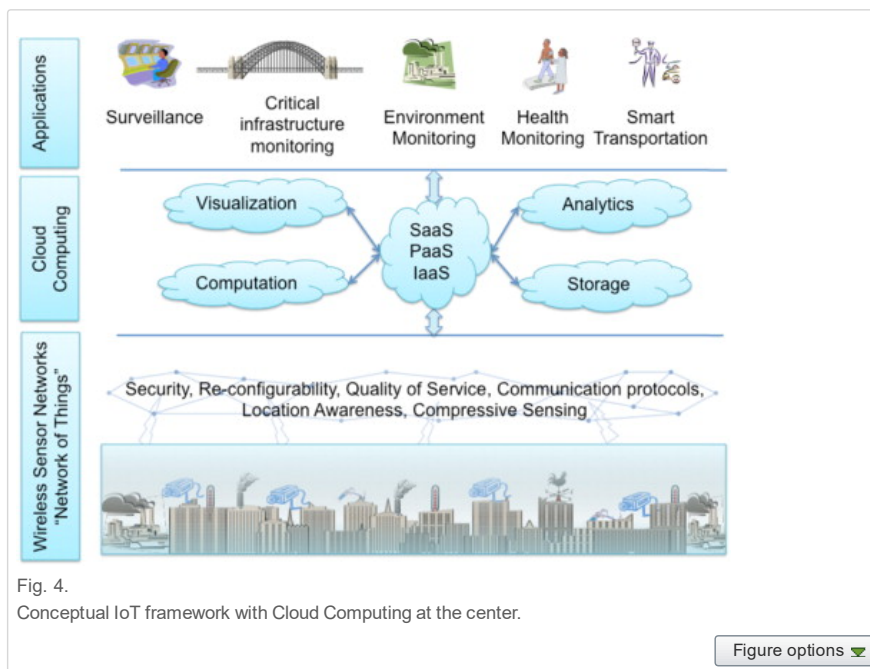 Applications
Surveillance
Critical
infrastructure
monitoring
Environment
Monitoring
Health
Monitoring
Smart
Transportation
Cloud
Computing
Visualization
Computation
SaaS
PaaS
IaaS
Analytics
Storage
Wireless Sensor Networks
"Network of Things"
Security, Re-configurability, Quality of Service, Communication protocols,
Location Awareness, Compressive Sensing
Fig. 4.
Conceptual IoT framework with Cloud Computing at the center.
Figure options